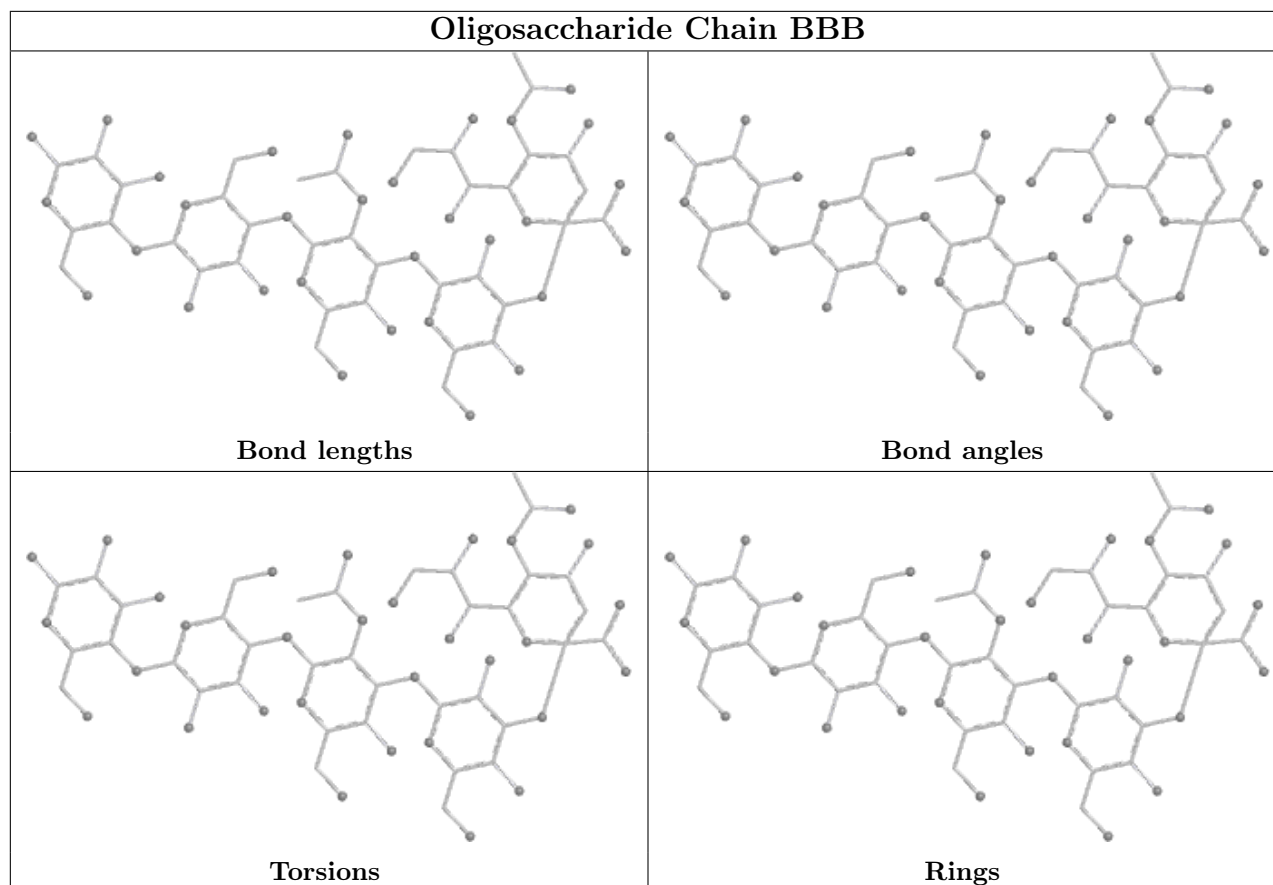 Oligosaccharide Chain BBB
Bond lengths
Bond angles
Torsions
Rings